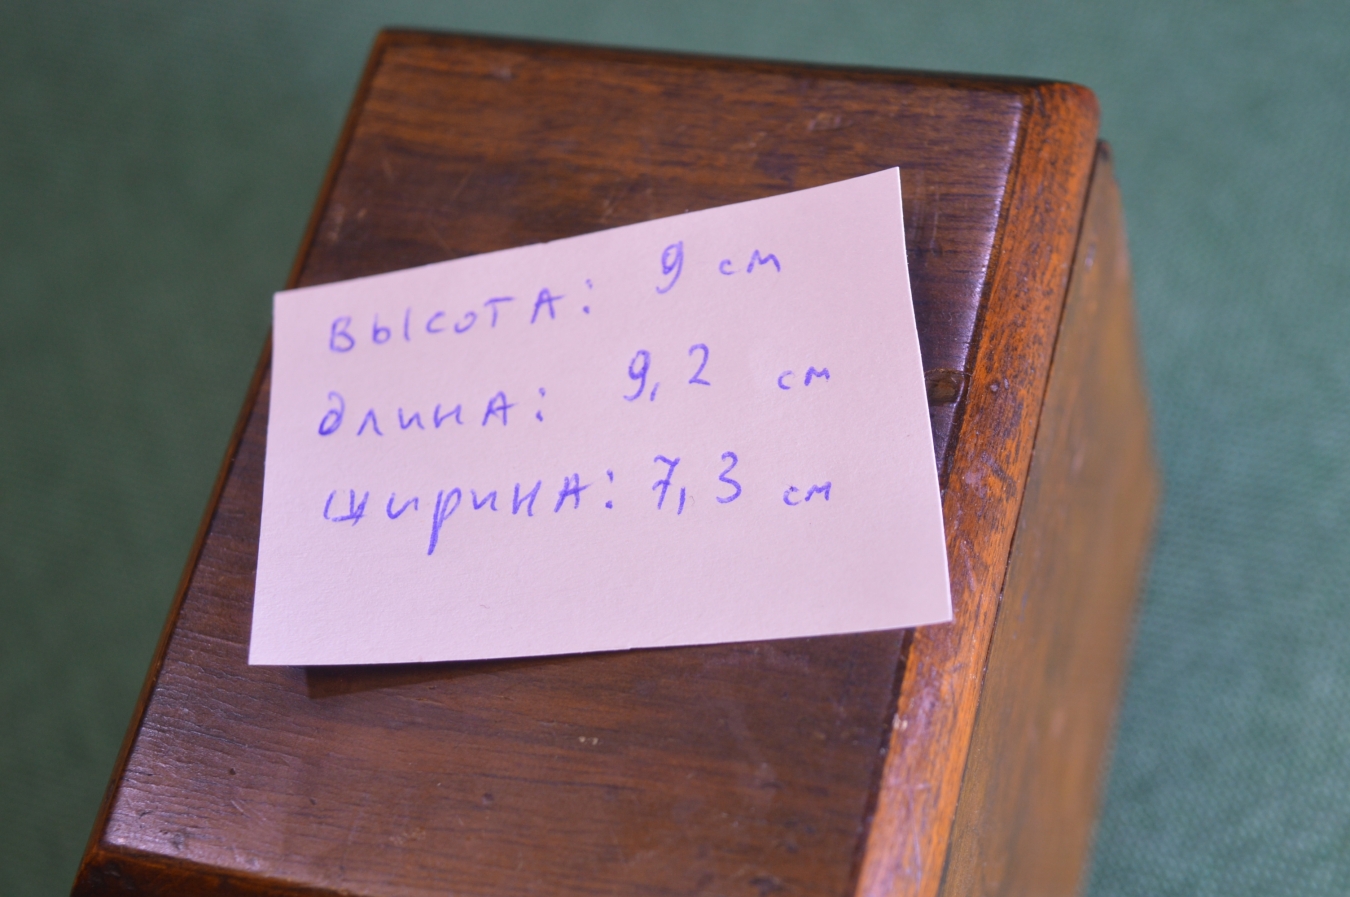 высота: 9 см
длина: 9,2 см
ширина: 7,3 см